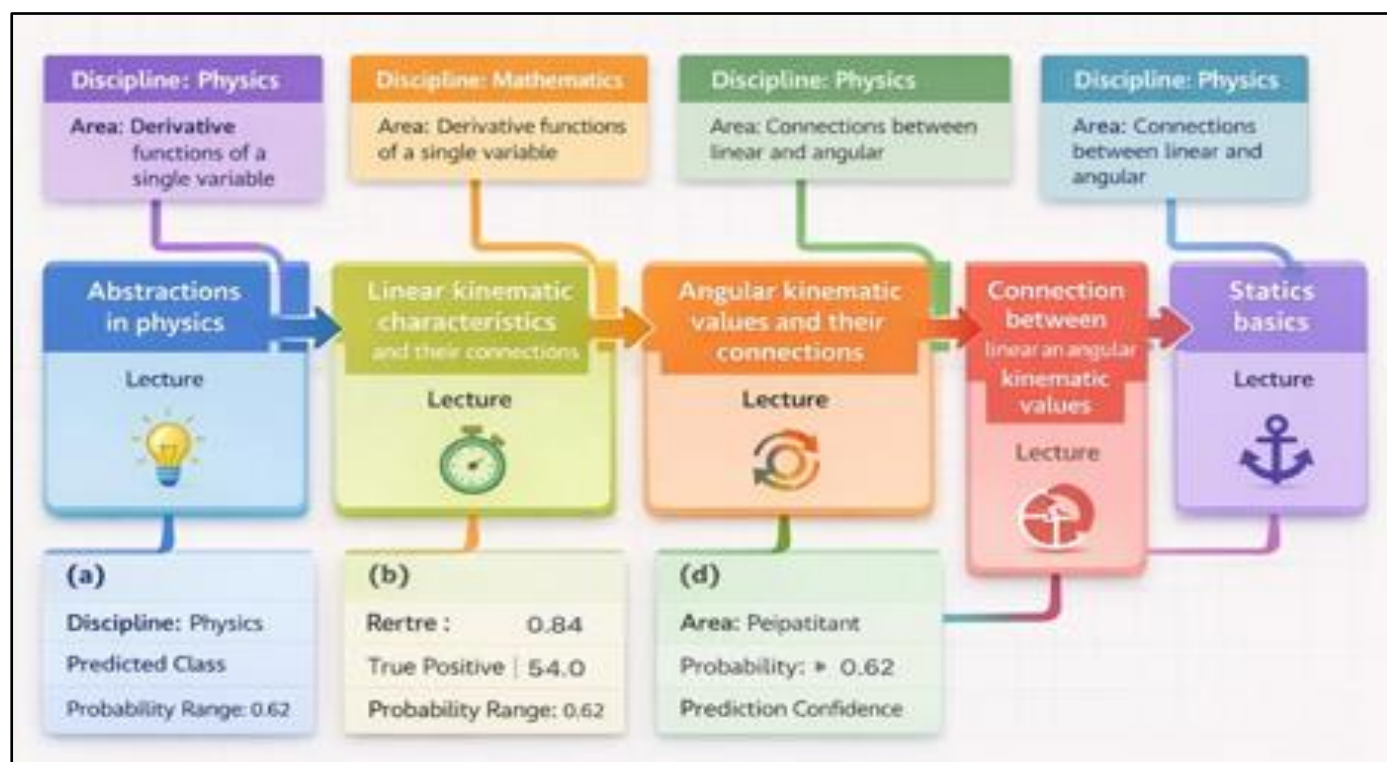 Discipline: Physics
Area: Derivative
functions of a
single variable
Discipline: Mathematics
Area: Derivative functions
of a single variable
Discipline: Physics
Area: Connections between
linear and angular
Discipline: Physics
Area: Connections
between linear and
angular
Abstractions
in physics
Lecture
Linear kinematic
characteristics
and their connections
Lecture
Angular kinematic
values and their
connections
Lecture
Connection
between
linear an angular
kinematic
values
Lecture
Statics
basics
Lecture
(a)
Discipline: Physics
Predicted Class
Probability Range: 0.62
(b)
Rertre : 0.84
True Positive | 54.0
Probability Range: 0.62
(d)
Area: Peipatitant
Probability: ▸ 0.62
Prediction Confidence